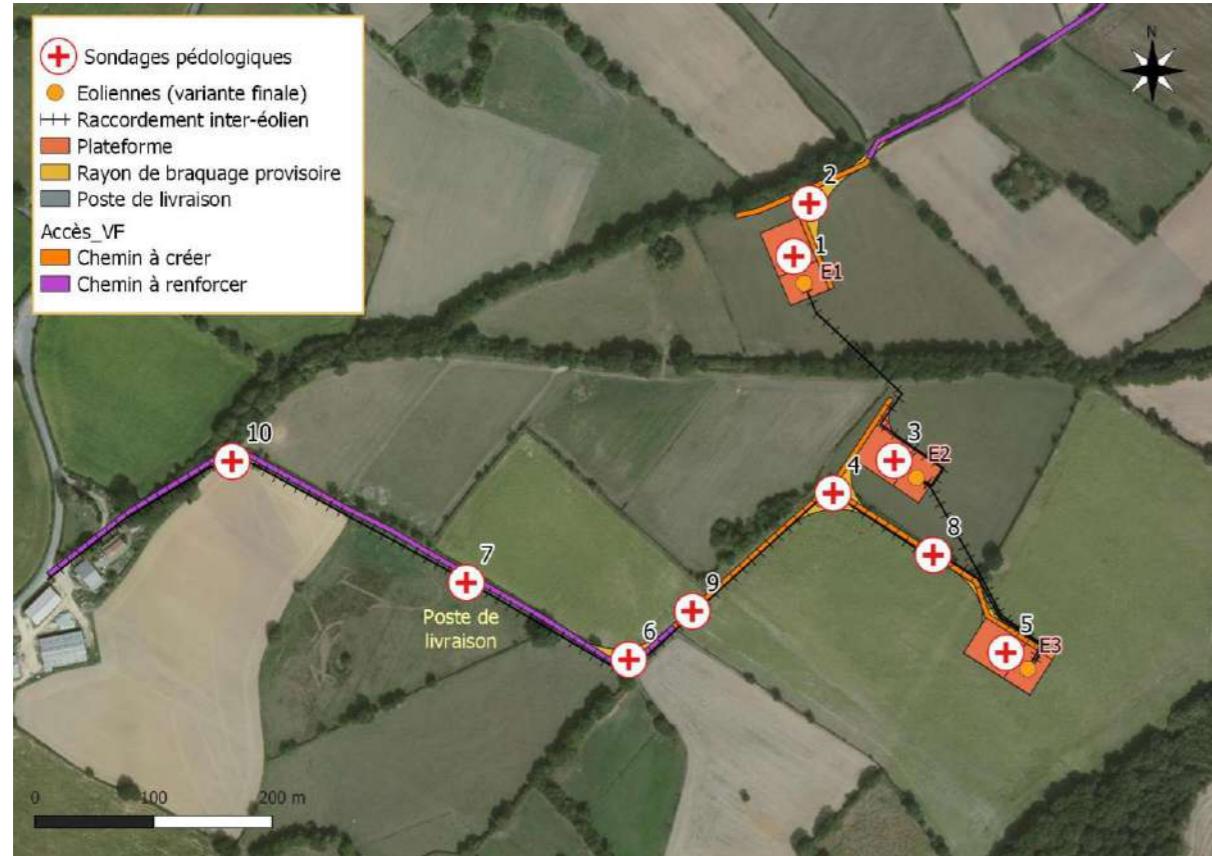 Sondages pédologiques
Eoliennes (variante finale)
Raccordement inter-éolien
Plateforme
Rayon de braquage provisoire
Poste de livraison
Accès_VF
Chemin à créer
Chemin à renforcer
N
2
1
E1
3
E2
4
10
8
7
9
Poste de
livraison
6
5
E3
0 100 200 m